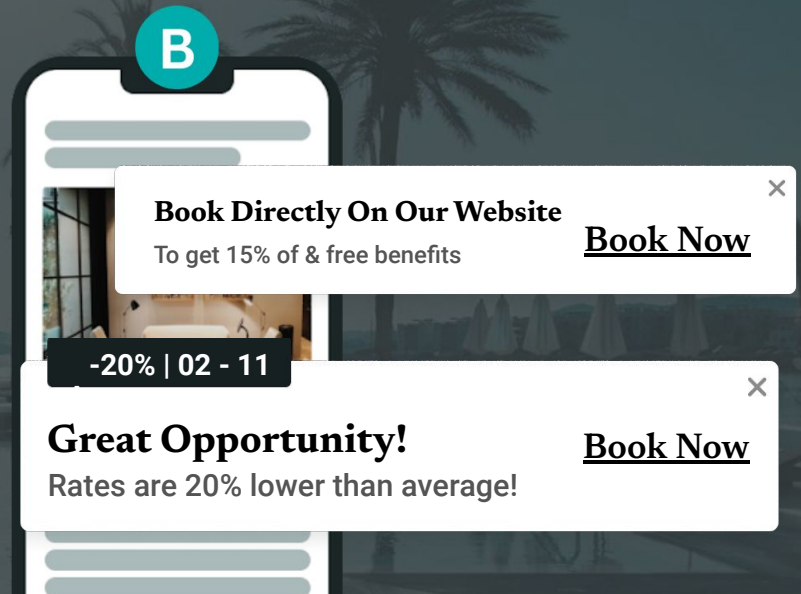 B
Book Directly On Our Website
To get 15% of & free benefits
Book Now
-20% | 02 - 11
Great Opportunity!
Rates are 20% lower than average!
Book Now